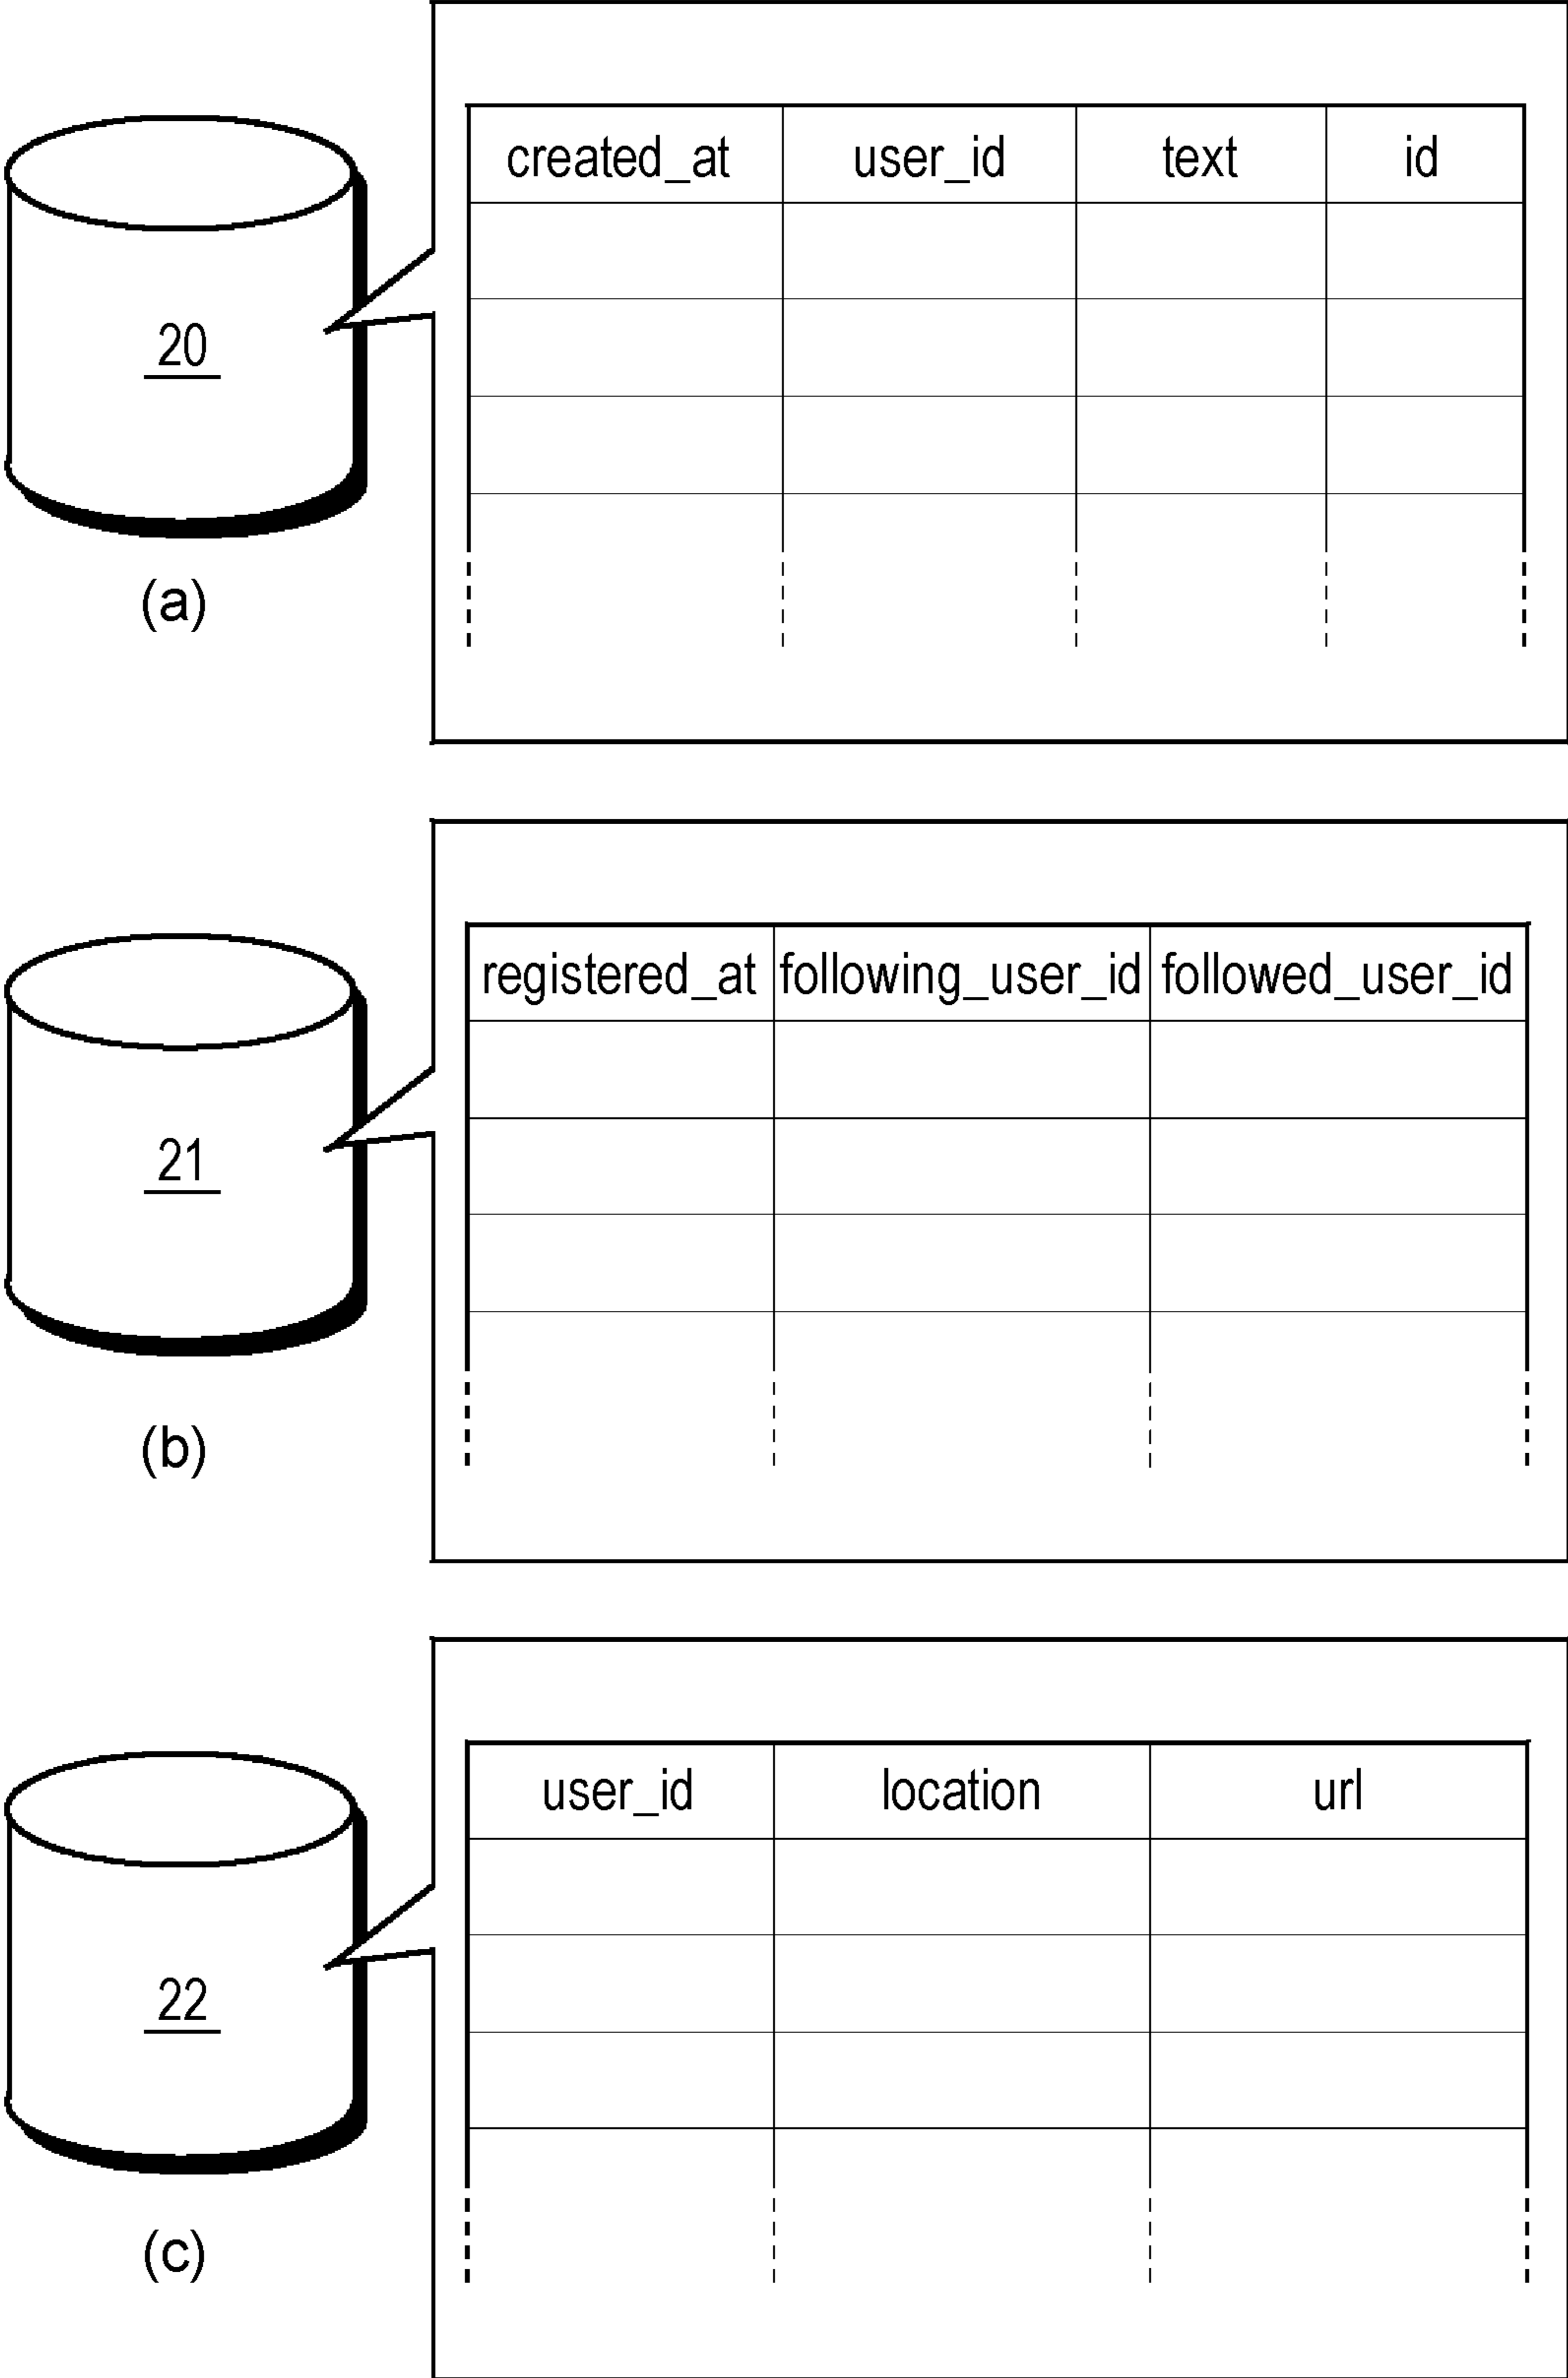 created_at user_id text id
20
(a)
registered_at following_user_id followed_user_id
21
(b)
user_id location url
22
(c)